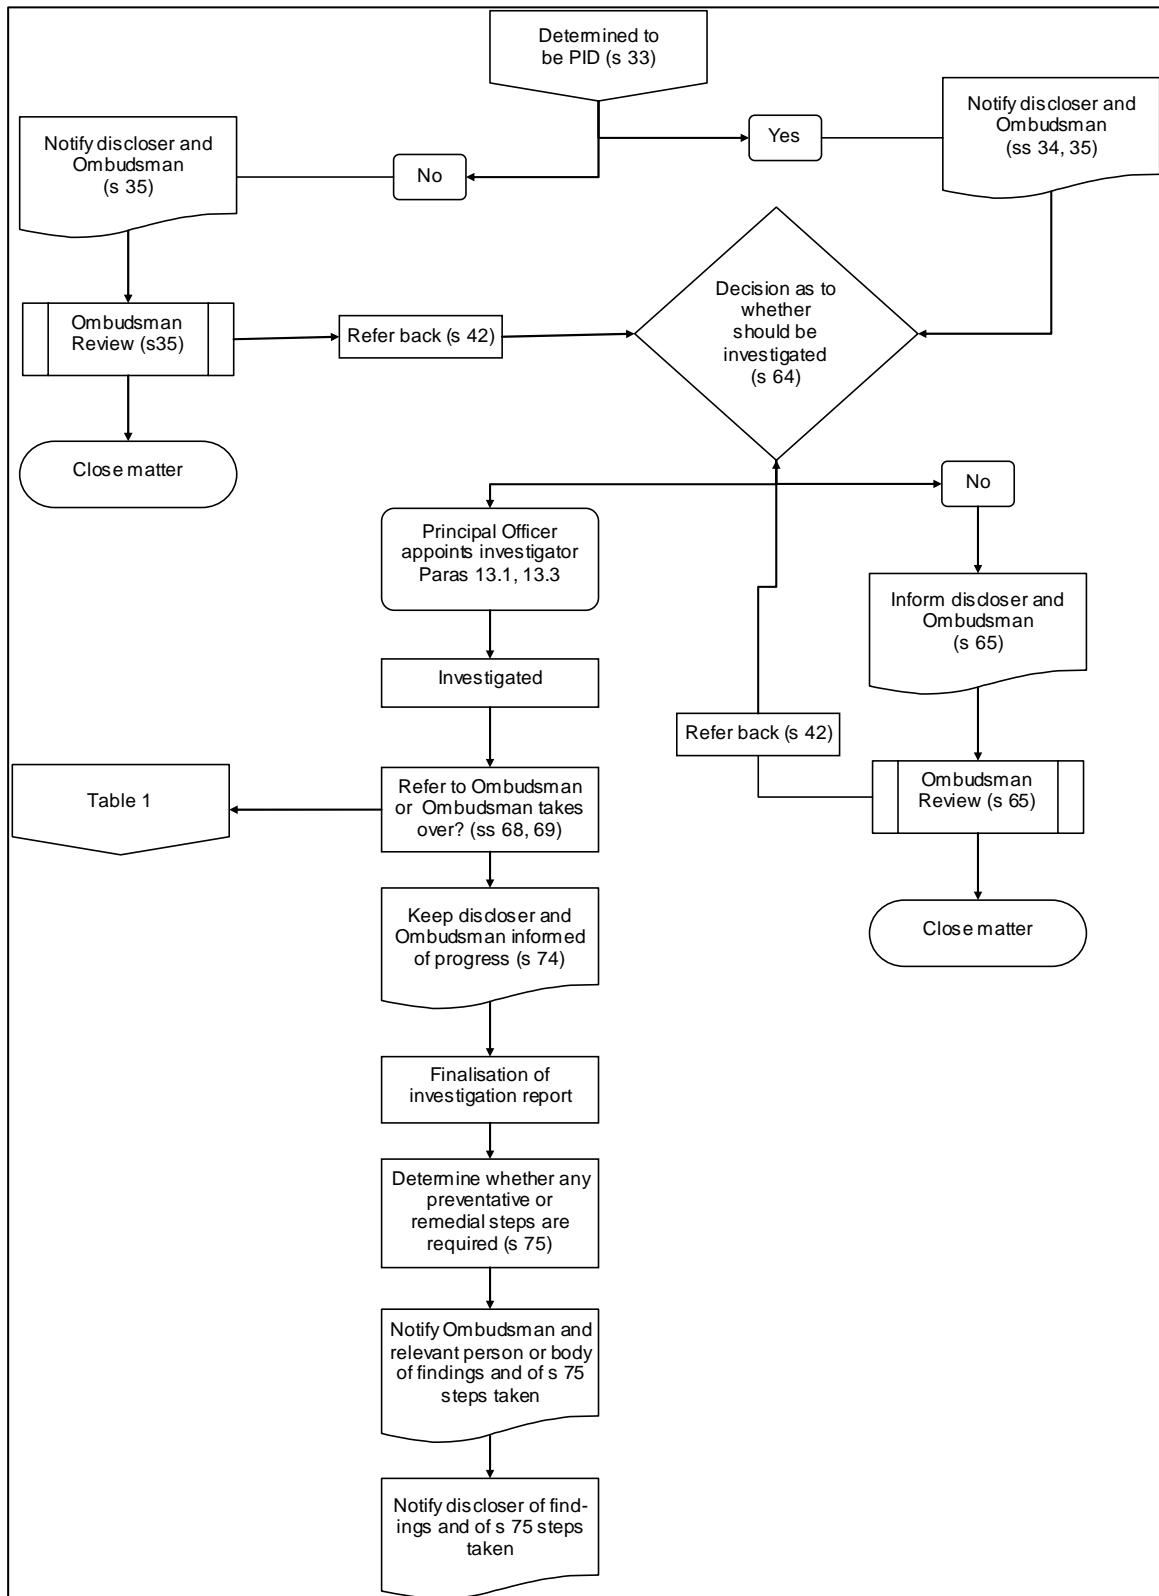 Determined to
be PID (s 33)
Notify discloser and
Ombudsman
(ss 34, 35)
Yes
Notify discloser and
Ombudsman
(s 35)
No
Decision as to
whether
should be
investigated
(s 64)
Ombudsman
Review (s35)
Refer back (s 42)
Close matter
No
Principal Officer
appoints investigator
Paras 13.1, 13.3
Inform discloser and
Ombudsman
(s 65)
Investigated
Refer back (s 42)
Ombudsman
Review (s 65)
Table 1
Refer to Ombudsman
or Ombudsman takes
over? (ss 68, 69)
Keep discloser and
Ombudsman informed
of progress (s 74)
Close matter
Finalisation of
investigation report
Determine whether any
preventative or
remedial steps are
required (s 75)
Notify Ombudsman and
relevant person or body
of findings and of s 75
steps taken
Notify discloser of find-
ings and of s 75 steps
taken